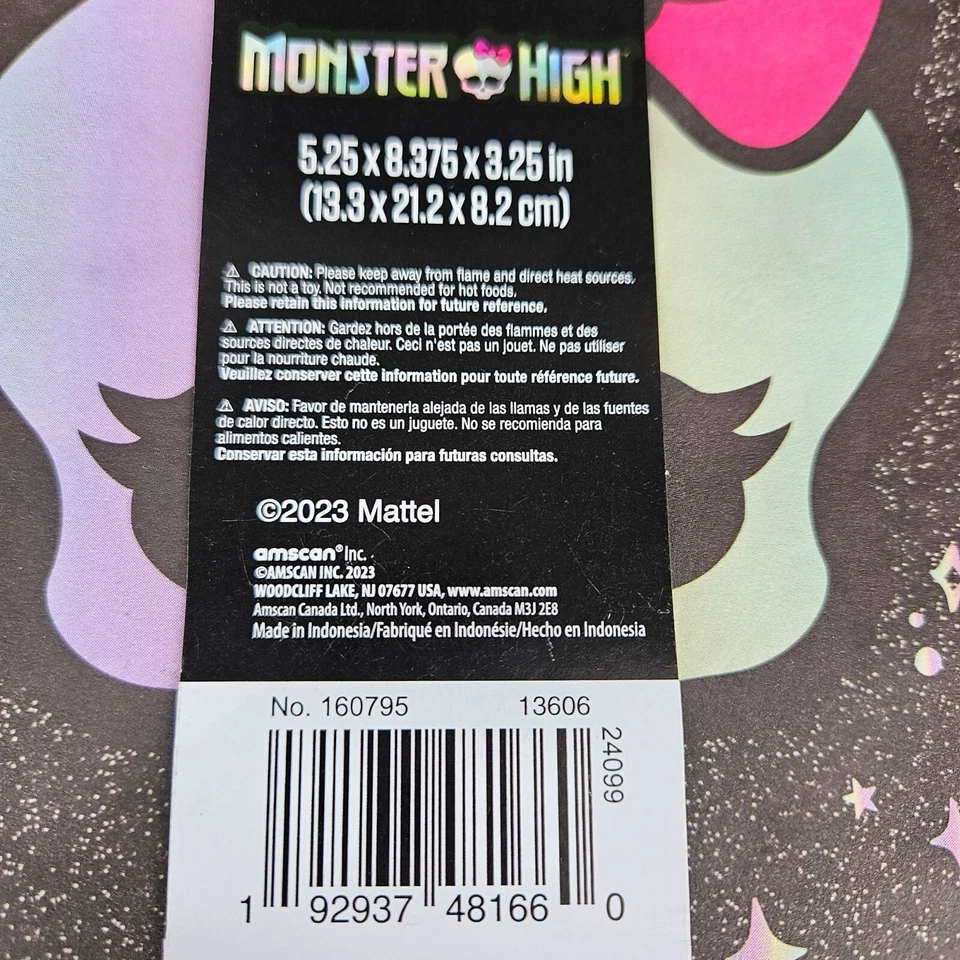 MONSTER HIGH
5.25 x 8.375 x 3.25 in
(13.3 x 21.2 x 8.2 cm)
⚠ CAUTION: Please keep away from flame and direct heat sources.
This is not a toy. Not recommended for hot foods.
Please retain this information for future reference.
⚠ ATTENTION: Gardez hors de la portée des flammes et des
sources directes de chaleur. Ceci n'est pas un jouet. Ne pas utiliser
pour la nourriture chaude.
Veuillez conserver cette information pour toute référence future.
⚠ AVISO: Favor de mantenerla alejada de las llamas y de las fuentes
de calor directo. Esto no es un juguete. No se recomienda para
alimentos calientes.
Conservar esta información para futuras consultas.
©2023 Mattel
amscan® Inc.
©AMSCAN INC. 2023
WOODCLIFF LAKE, NJ 07677 USA, www.amscan.com
Amscan Canada Ltd., North York, Ontario, Canada M3J 2E8
Made in Indonesia/Fabriqué en Indonésie/Hecho en Indonesia
No. 160795 13606
24099
1 92937 48166 0